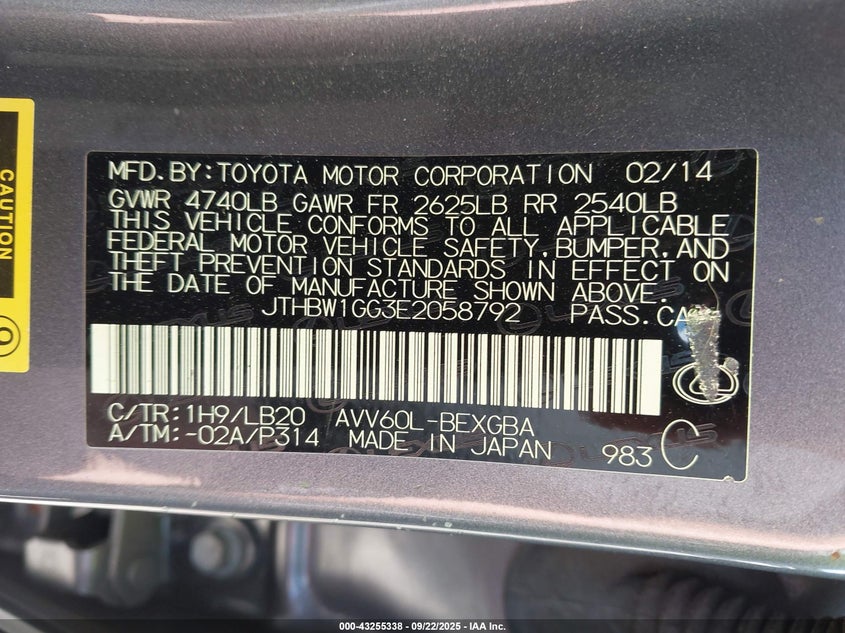 CAUTION
MFD. BY: TOYOTA MOTOR CORPORATION 02/14
GVWR 4740LB GAWR FR 2625LB RR 2540LB
THIS VEHICLE CONFORMS TO ALL APPLICABLE
FEDERAL MOTOR VEHICLE SAFETY, BUMPER, AND
THEFT PREVENTION STANDARDS IN EFFECT ON
THE DATE OF MANUFACTURE SHOWN ABOVE.
JTHBW1GG3E2058792 PASS. CA
C/TR: 1H9/LB20 AVV60L-BEXGBA
A/TM: -02A/P314 MADE IN JAPAN 983 C
000-43255338 - 09/22/2025 - IAA Inc.